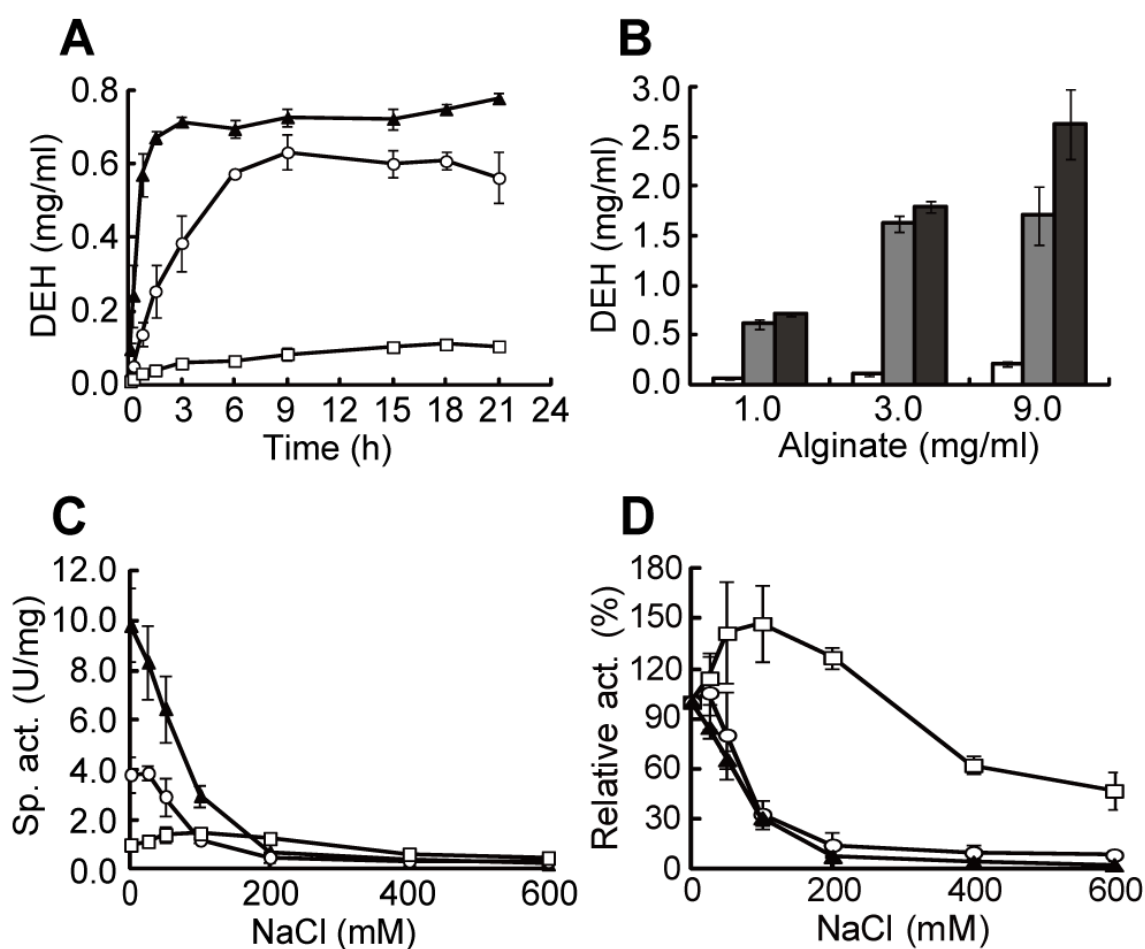 A
DEH (mg/ml)
0.8
0.6
0.4
0.2
0.0
0 3 6 9 12 15 18 21 24
Time (h)
B
DEH (mg/ml)
3.0
2.5
2.0
1.5
1.0
0.5
0.0
1.0 3.0 9.0
Alginate (mg/ml)
C
Sp. act. (U/mg)
12.0
10.0
8.0
6.0
4.0
2.0
0.0
0 200 400 600
NaCl (mM)
D
Relative act. (%)
180
150
120
90
60
30
0
0 200 400 600
NaCl (mM)